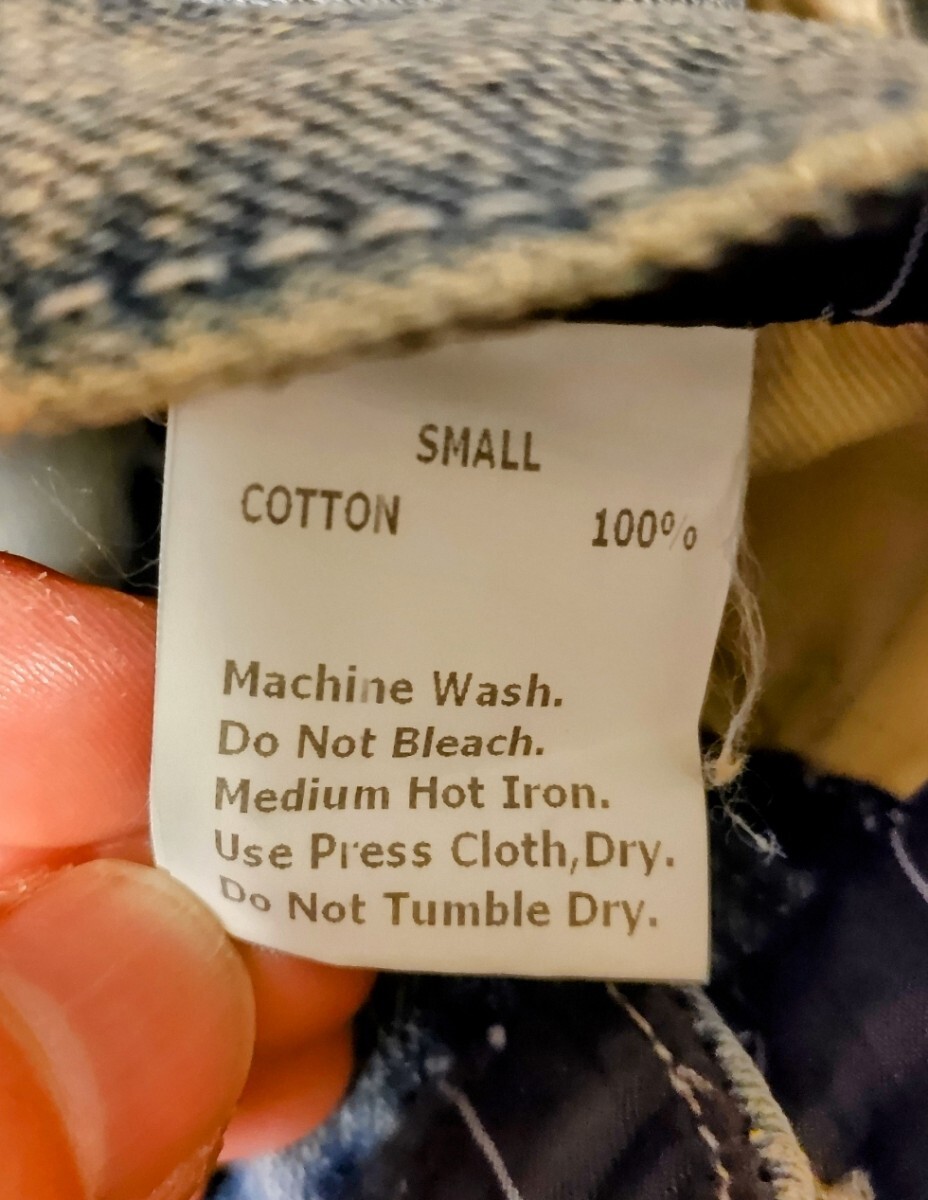 SMALL
COTTON 100%
Machine Wash.
Do Not Bleach.
Medium Hot Iron.
Use Press Cloth,Dry.
Do Not Tumble Dry.